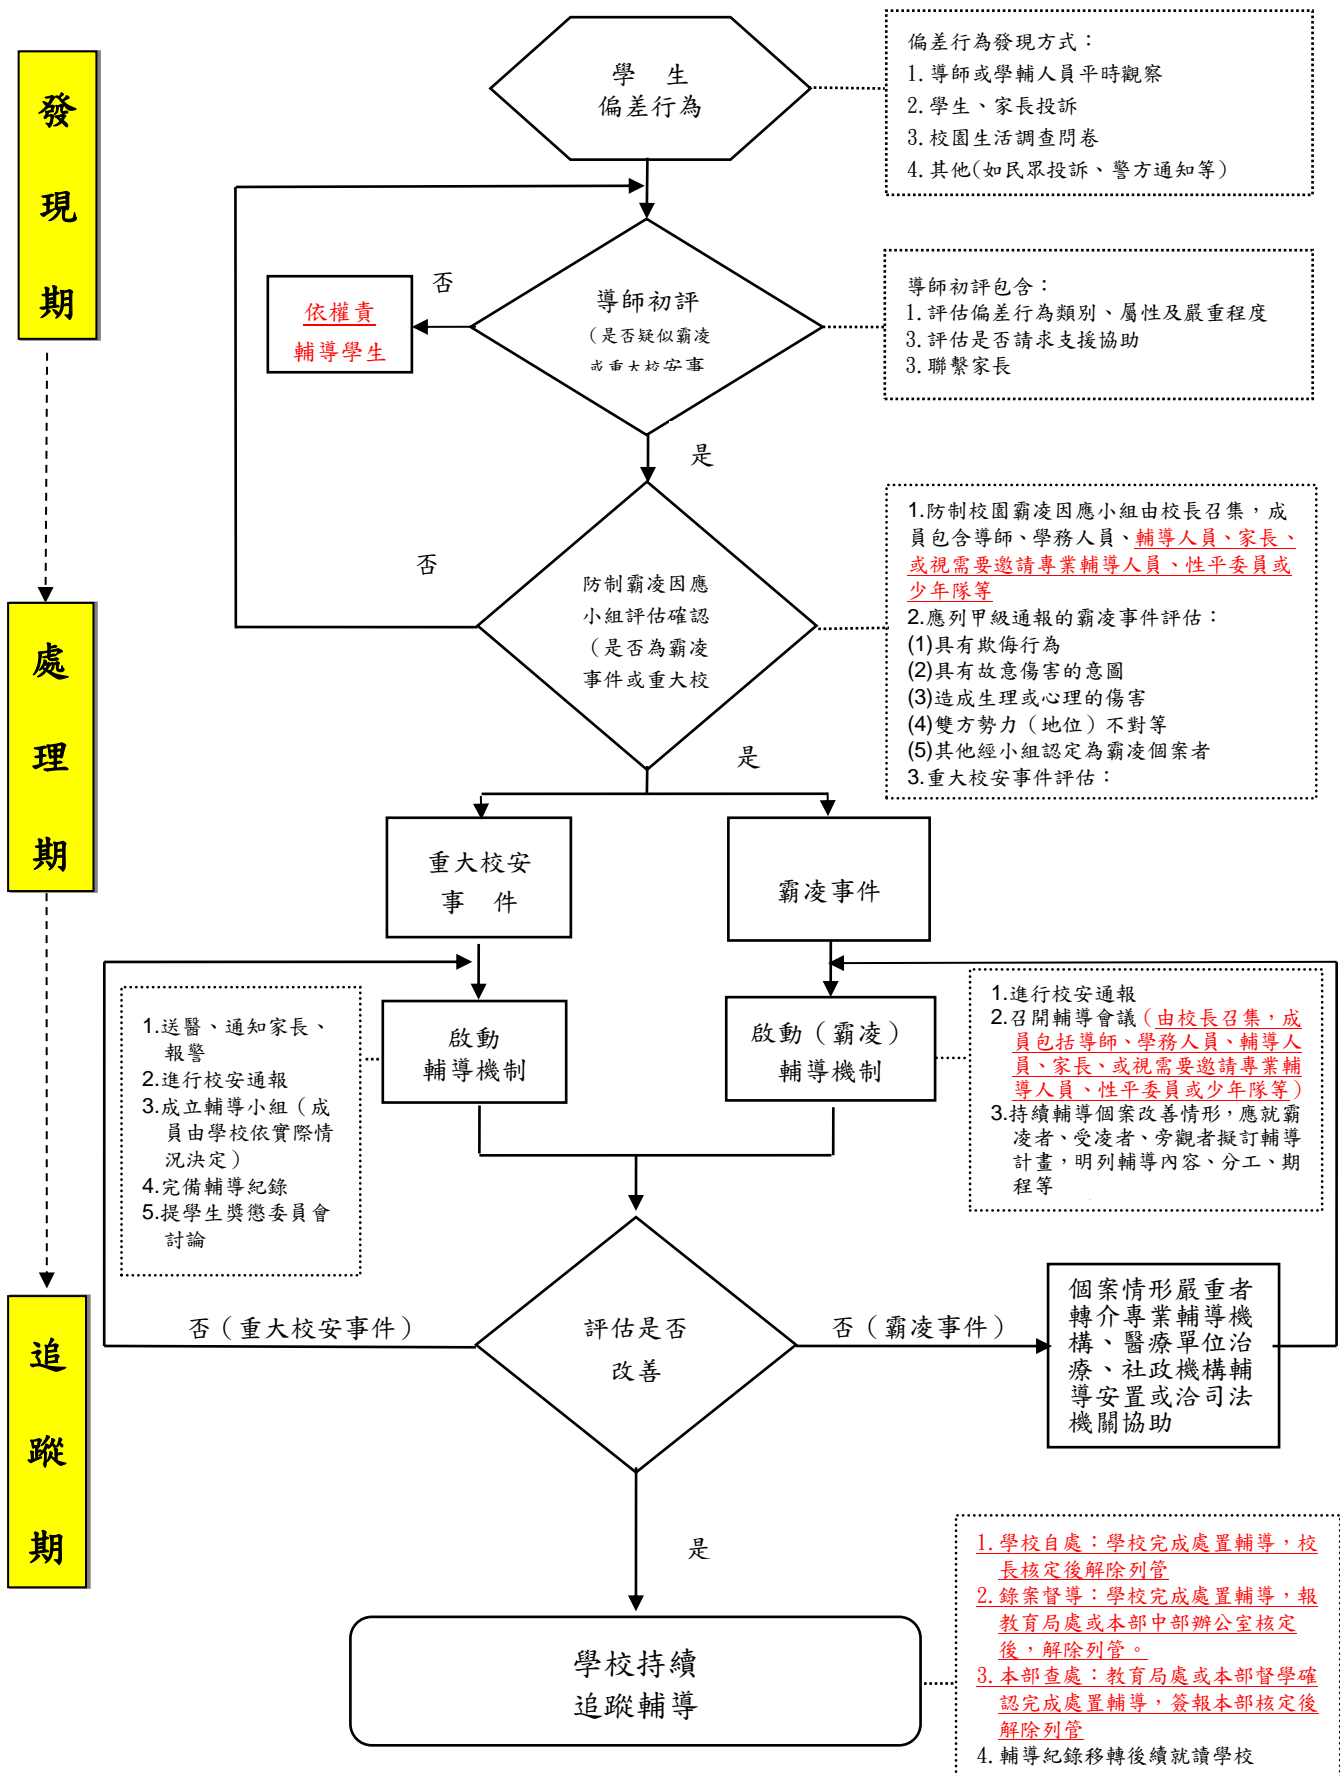 發
現
期
處
理
期
追
蹤
期
學 生
偏差行為
偏差行為發現方式：
1. 導師或學輔人員平時觀察
2. 學生、家長投訴
3. 校園生活調查問卷
4. 其他(如民眾投訴、警方通知等)
否
依權責
輔導學生
導師初評
（是否疑似霸凌
或重大校安事
導師初評包含：
1. 評估偏差行為類別、屬性及嚴重程度
3. 評估是否請求支援協助
3. 聯繫家長
是
否
防制霸凌因應
小組評估確認
（是否為霸凌
事件或重大校
1.防制校園霸凌因應小組由校長召集，成
員包含導師、學務人員、輔導人員、家長、
或視需要邀請專業輔導人員、性平委員或
少年隊等
2.應列甲級通報的霸凌事件評估：
(1)具有欺侮行為
(2)具有故意傷害的意圖
(3)造成生理或心理的傷害
(4)雙方勢力（地位）不對等
(5)其他經小組認定為霸凌個案者
3.重大校安事件評估：
是
重大校安
事 件
霸凌事件
1.送醫、通知家長、
報警
2.進行校安通報
3.成立輔導小組（成
員由學校依實際情
況決定）
4.完備輔導紀錄
5.提學生獎懲委員會
討論
啟動
輔導機制
啟動（霸凌）
輔導機制
1.進行校安通報
2.召開輔導會議（由校長召集，成
員包括導師、學務人員、輔導人
員、家長、或視需要邀請專業輔
導人員、性平委員或少年隊等）
3.持續輔導個案改善情形，應就霸
凌者、受凌者、旁觀者擬訂輔導
計畫，明列輔導內容、分工、期
程等
否（重大校安事件）
評估是否
改善
否（霸凌事件）
個案情形嚴重者
轉介專業輔導機
構、醫療單位治
療、社政機構輔
導安置或洽司法
機關協助
是
學校持續
追蹤輔導
1. 學校自處：學校完成處置輔導，校
長核定後解除列管
2. 錄案督導：學校完成處置輔導，報
教育局處或本部中部辦公室核定
後，解除列管。
3. 本部查處：教育局處或本部督學確
認完成處置輔導，簽報本部核定後
解除列管
4. 輔導紀錄移轉後續就讀學校